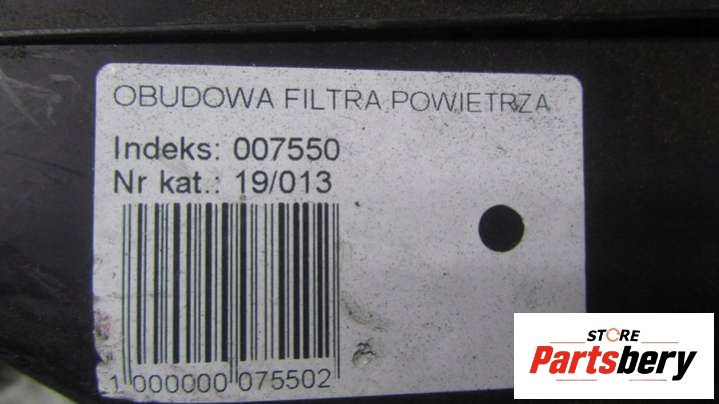 OBUDOWA FILTRA POWIETRZA
Indeks: 007550
Nr kat.: 19/013
1 000000 075502
STORE
Partsbery